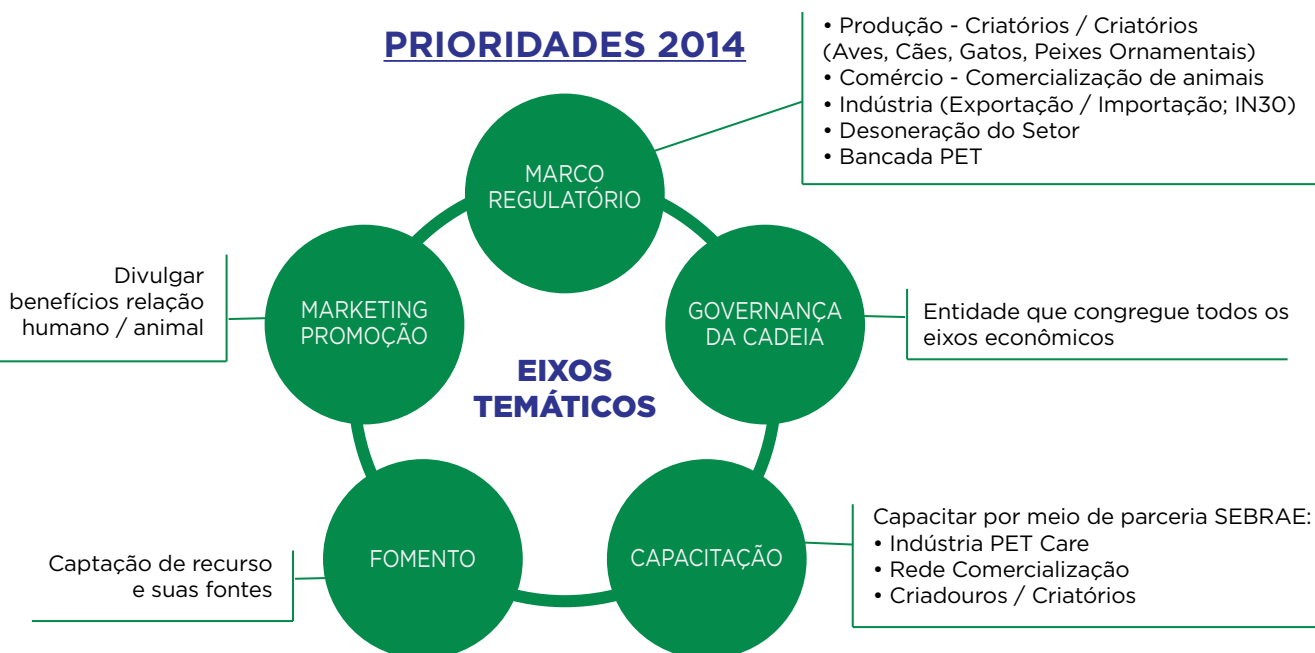 PRIORIDADES 2014
• Produção - Criatórios / Criatórios
(Aves, Cães, Gatos, Peixes Ornamentais)
• Comércio - Comercialização de animais
• Indústria (Exportação / Importação; IN30)
• Desoneração do Setor
• Bancada PET
MARCO
REGULATÓRIO
Divulgar
benefícios relação
humano / animal
MARKETING
PROMOÇÃO
GOVERNANÇA
DA CADEIA
Entidade que congregue todos os
eixos econômicos
EIXOS
TEMÁTICOS
Captação de recurso
e suas fontes
FOMENTO
CAPACITAÇÃO
Capacitar por meio de parceria SEBRAE:
• Indústria PET Care
• Rede Comercialização
• Criadouros / Criatórios